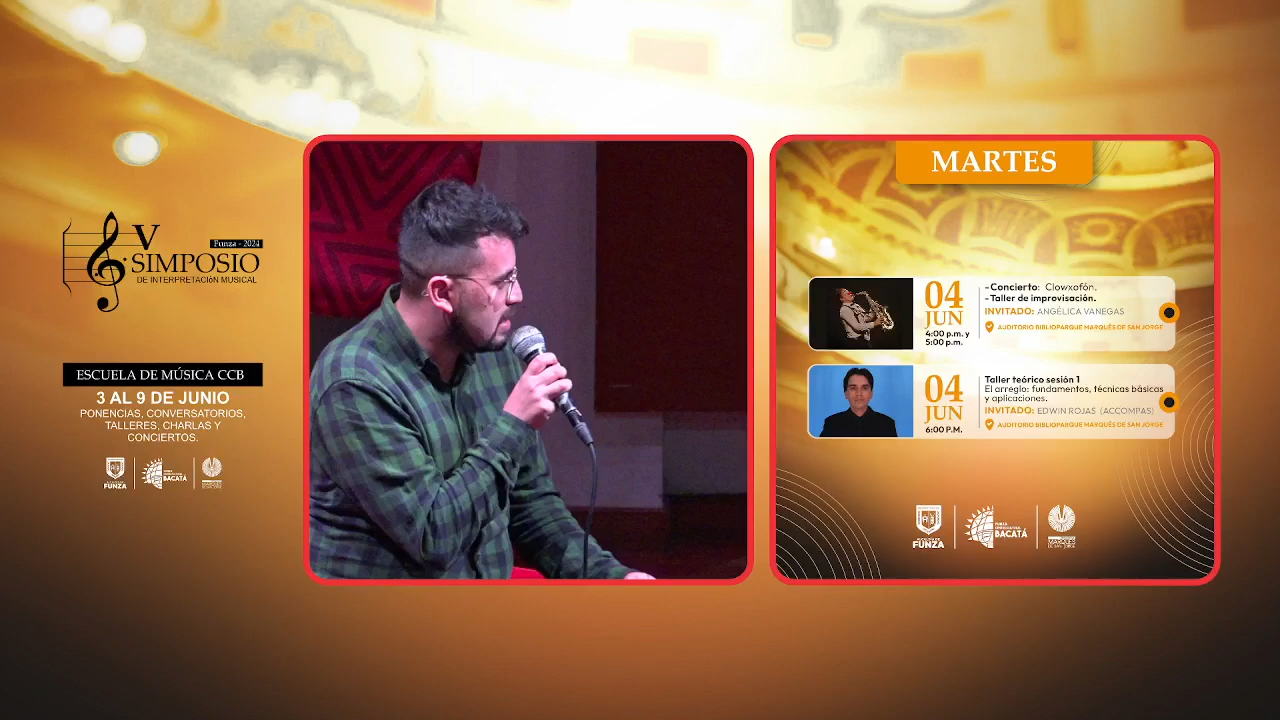 V
Funza - 2024
SIMPOSIO
DE INTERPRETACIóN MUSICAL
ESCUELA DE MÚSICA CCB
3 AL 9 DE JUNIO
PONENCIAS, CONVERSATORIOS,
TALLERES, CHARLAS Y
CONCIERTOS.
FUNZA
BACATÁ
MARTES
04
JUN
4:00 p.m. y
5:00 p.m.
-Concierto: Clowxofón.
-Taller de improvisación.
INVITADO: ANGÉLICA VANEGAS
AUDITORIO BIBLIOPARQUE MARQUÉS DE SAN JORGE
04
JUN
6:00 P.M.
Taller teórico sesión 1
El arreglo: fundamentos, técnicas básicas
y aplicaciones.
INVITADO: EDWIN ROJAS (ACCOMPAS)
AUDITORIO BIBLIOPARQUE MARQUÉS DE SAN JORGE
FUNZA
BACATÁ